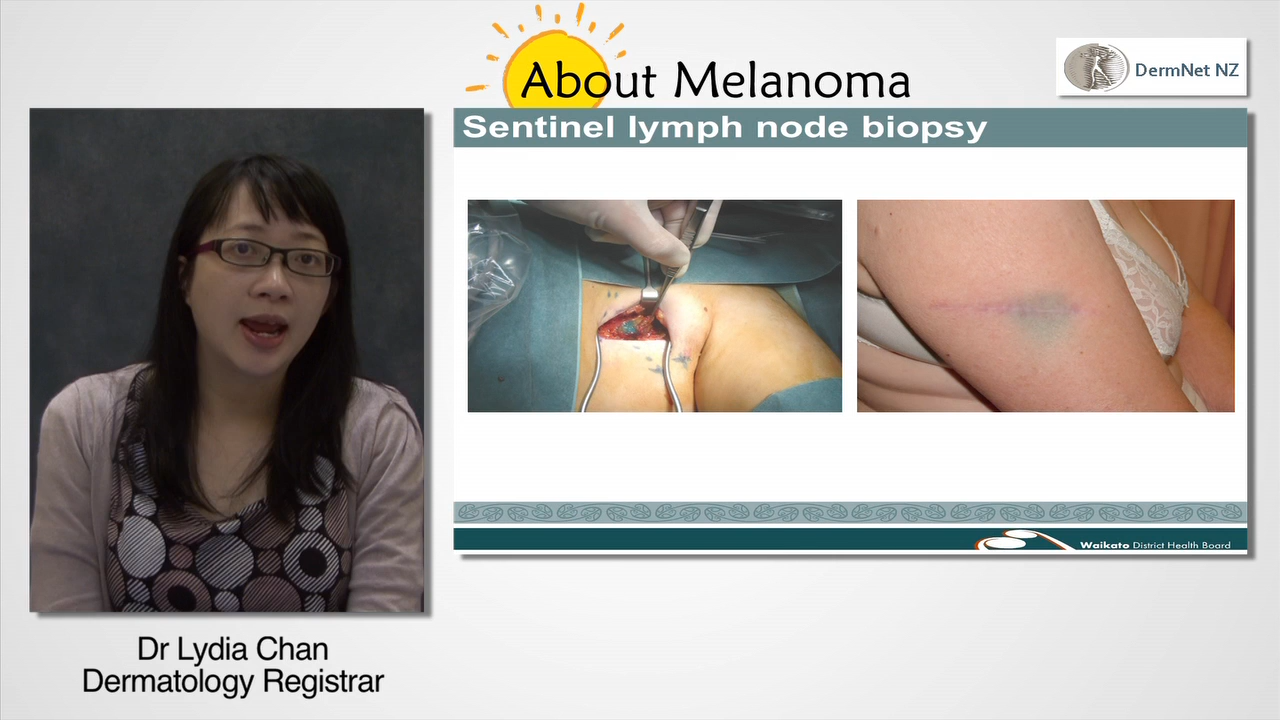 About Melanoma
DermNet NZ
Sentinel lymph node biopsy
Waikato District Health Board
Dr Lydia Chan
Dermatology Registrar